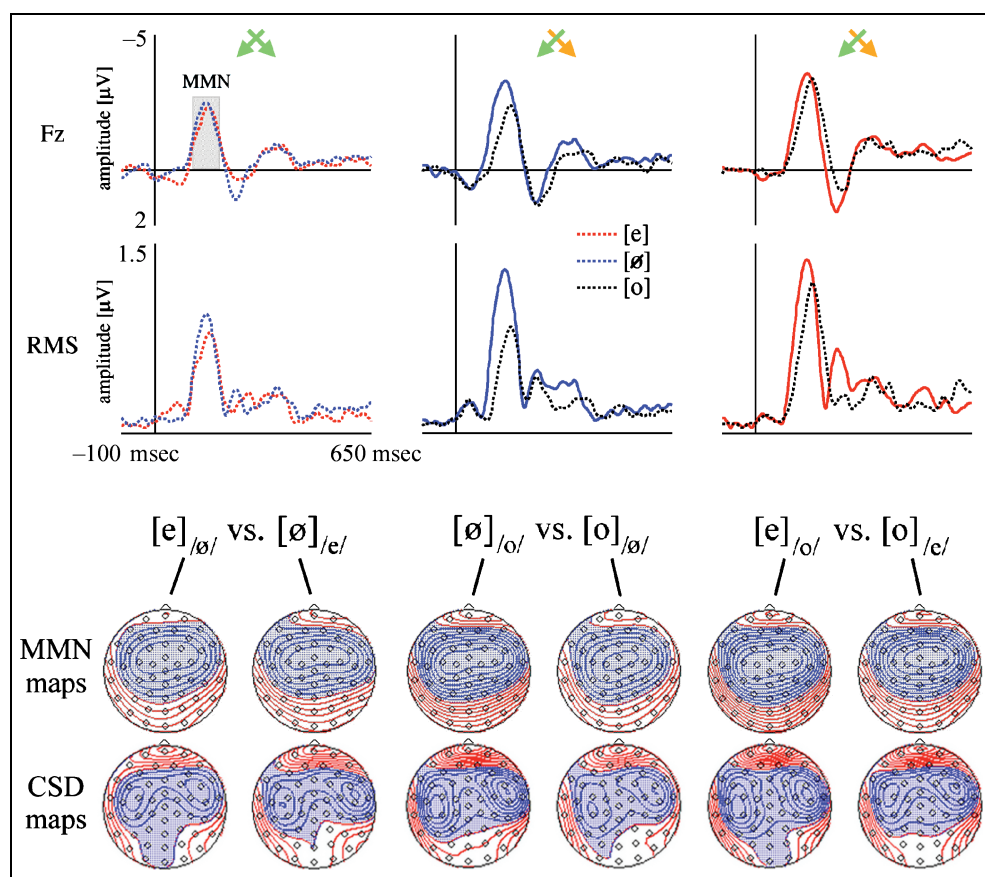 −5
amplitude [µV]
MMN
Fz
2
1.5
amplitude [µV]
[e]
[ø]
[o]
RMS
−100 msec
650 msec
[e]/ø/ vs. [ø]/e/
[ø]/o/ vs. [o]/ø/
[e]/o/ vs. [o]/e/
MMN
maps
CSD
maps